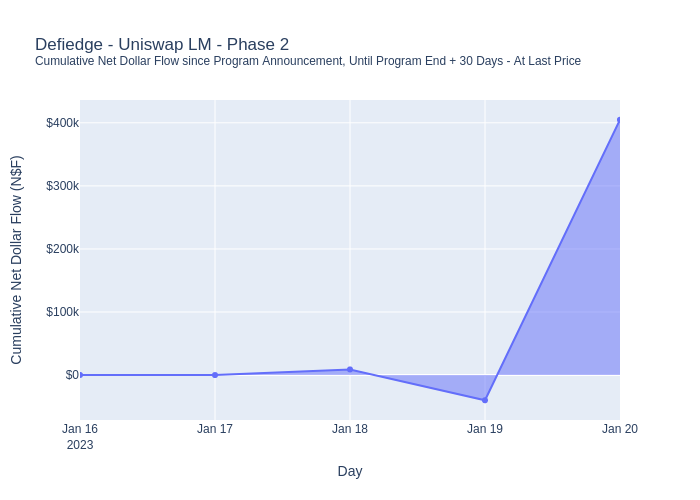 Defiedge - Uniswap LM - Phase 2
Cumulative Net Dollar Flow since Program Announcement, Until Program End + 30 Days - At Last Price
Cumulative Net Dollar Flow (N$F)
$400k
$300k
$200k
$100k
$0
Jan 16
2023
Jan 17
Jan 18
Jan 19
Jan 20
Day